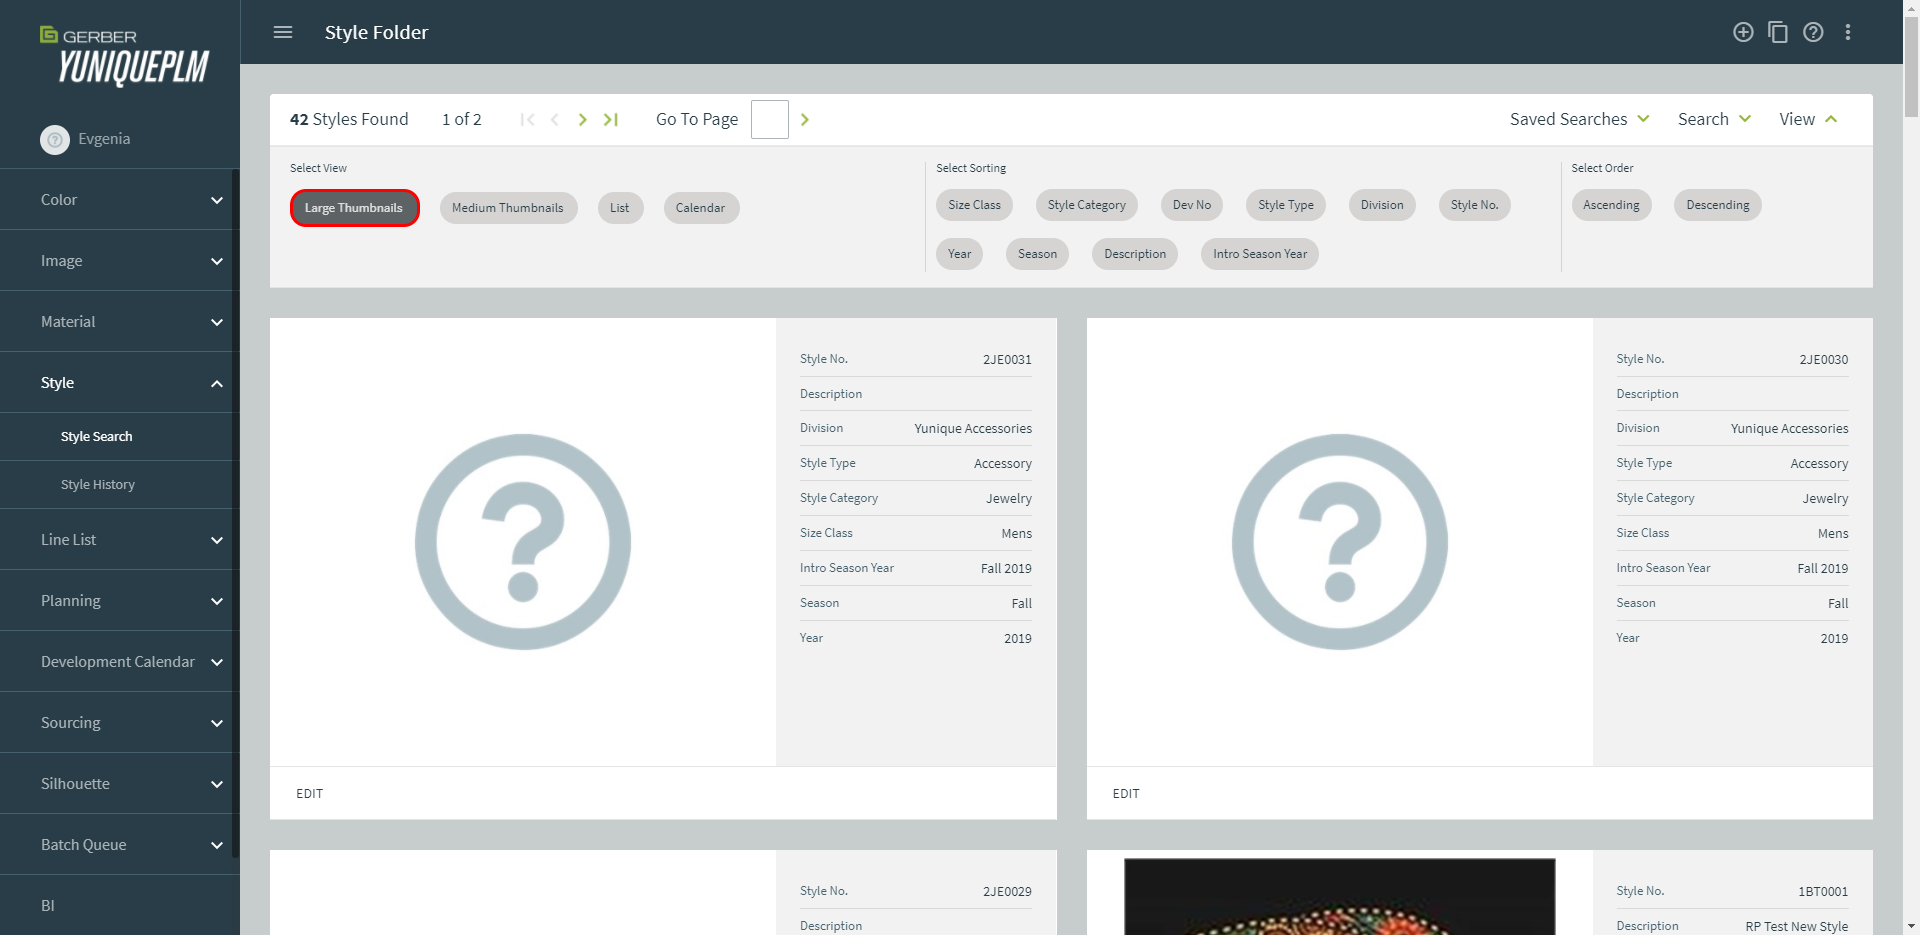 GERBER
YUNIQUEPLM
Style Folder
Evgenia
Color
Image
Material
Style
Style Search
Style History
Line List
Planning
Development Calendar
Sourcing
Silhouette
Batch Queue
BI
42 Styles Found 1 of 2 Go To Page Saved Searches Search View
Select View
Large Thumbnails Medium Thumbnails List Calendar
Select Sorting
Size Class Style Category Dev No Style Type Division Style No.
Year Season Description Intro Season Year
Select Order
Ascending Descending
Style No. 2JE0031
Description
Division Yunique Accessories
Style Type Accessory
Style Category Jewelry
Size Class Mens
Intro Season Year Fall 2019
Season Fall
Year 2019
EDIT
Style No. 2JE0030
Description
Division Yunique Accessories
Style Type Accessory
Style Category Jewelry
Size Class Mens
Intro Season Year Fall 2019
Season Fall
Year 2019
EDIT
Style No. 2JE0029
Description
Style No. 1BT0001
Description RP Test New Style